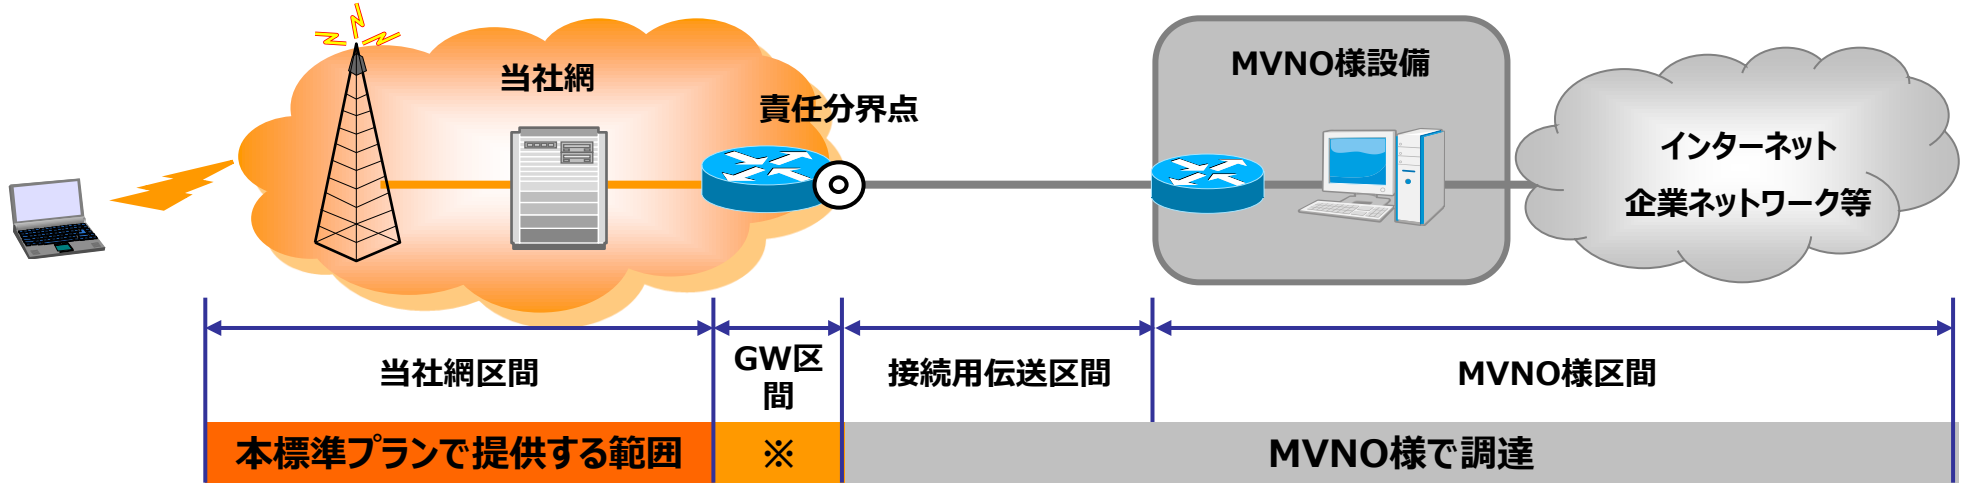 当社網
責任分界点
MVNO様設備
インターネット
企業ネットワーク等
当社網区間
GW区
間
接続用伝送区間
MVNO様区間
本標準プランで提供する範囲
※
MVNO様で調達